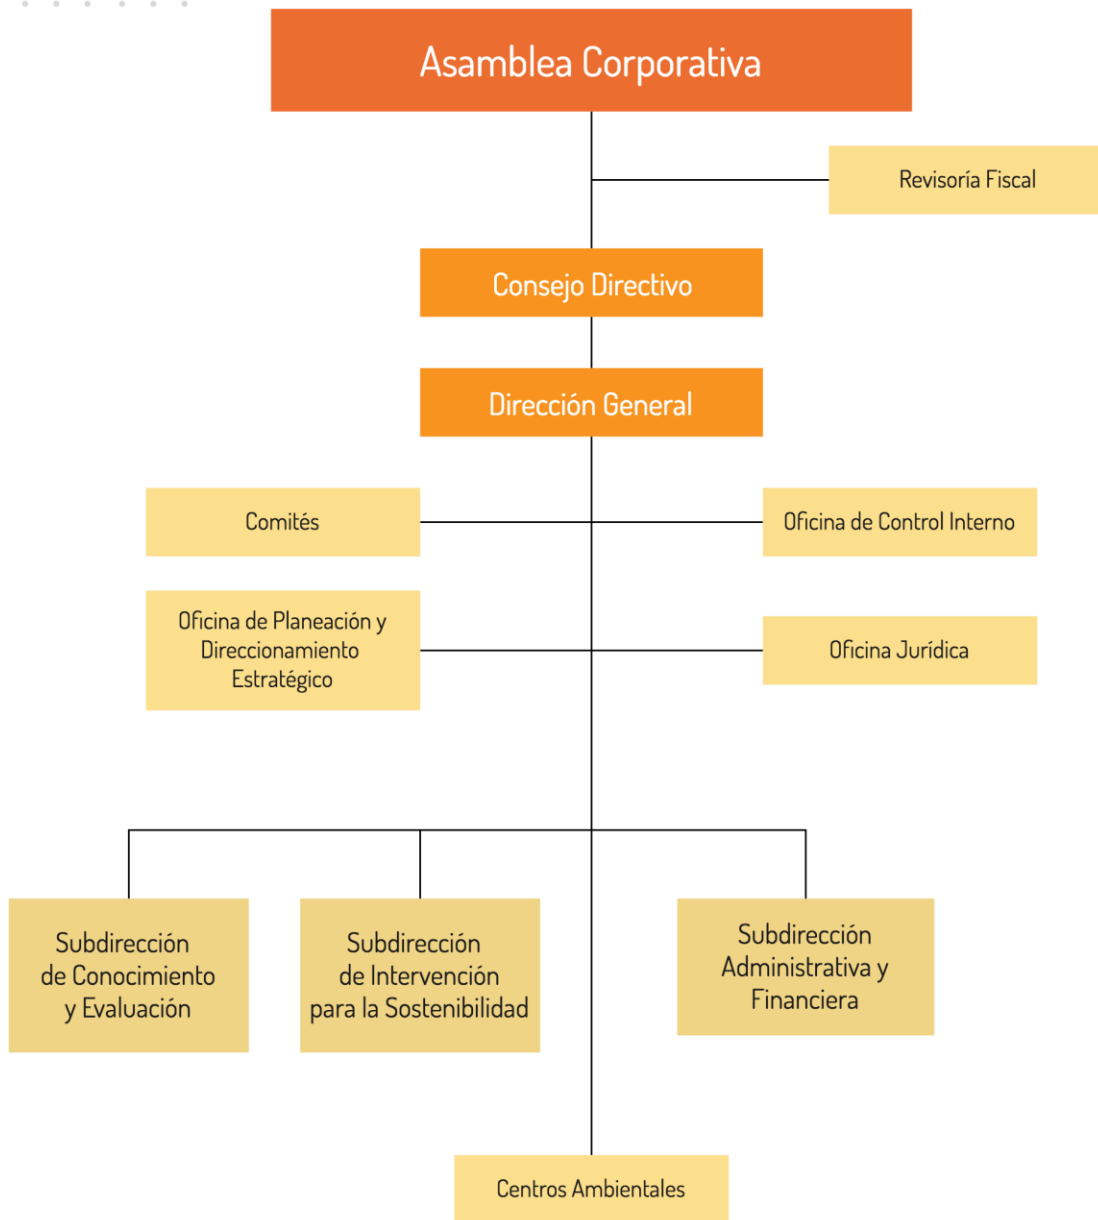 Asamblea Corporativa
Revisoría Fiscal
Consejo Directivo
Dirección General
Comités
Oficina de Control Interno
Oficina de Planeación y
Direccionamiento
Estratégico
Oficina Jurídica
Subdirección
de Conocimiento
y Evaluación
Subdirección
de Intervención
para la Sostenibilidad
Subdirección
Administrativa y
Financiera
Centros Ambientales